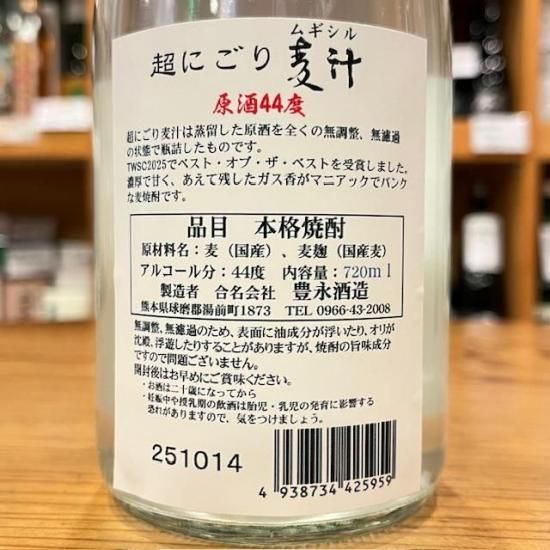 ムギシル
超にごり 麦汁
原酒44度
超にごり麦汁は蒸留した原酒を全くの無調整、無濾過
の状態で瓶詰したものです。
TWSC2025でベスト・オブ・ザ・ベストを受賞しました。
濃厚で甘く、あえて残したガス香がマニアックでパンク
な麦焼酎です。
品目 本格焼酎
原材料名：麦（国産）、麦麹（国産麦）
アルコール分：44度 内容量：720ml
製造者 合名会社 豊永酒造
熊本県球磨郡湯前町1873 TEL 0966-43-2008
無調整、無濾過のため、表面に油成分が浮いたり、オリが
沈殿、浮遊したりすることがありますが、焼酎の旨味成分
ですので問題ございません。
開封後はお早めにご賞味ください。
・お酒は二十歳になってから
・妊娠中や授乳期の飲酒は胎児・乳児の発育に影響する
恐れがありますので、気をつけましょう。
251014
4 938734 425959